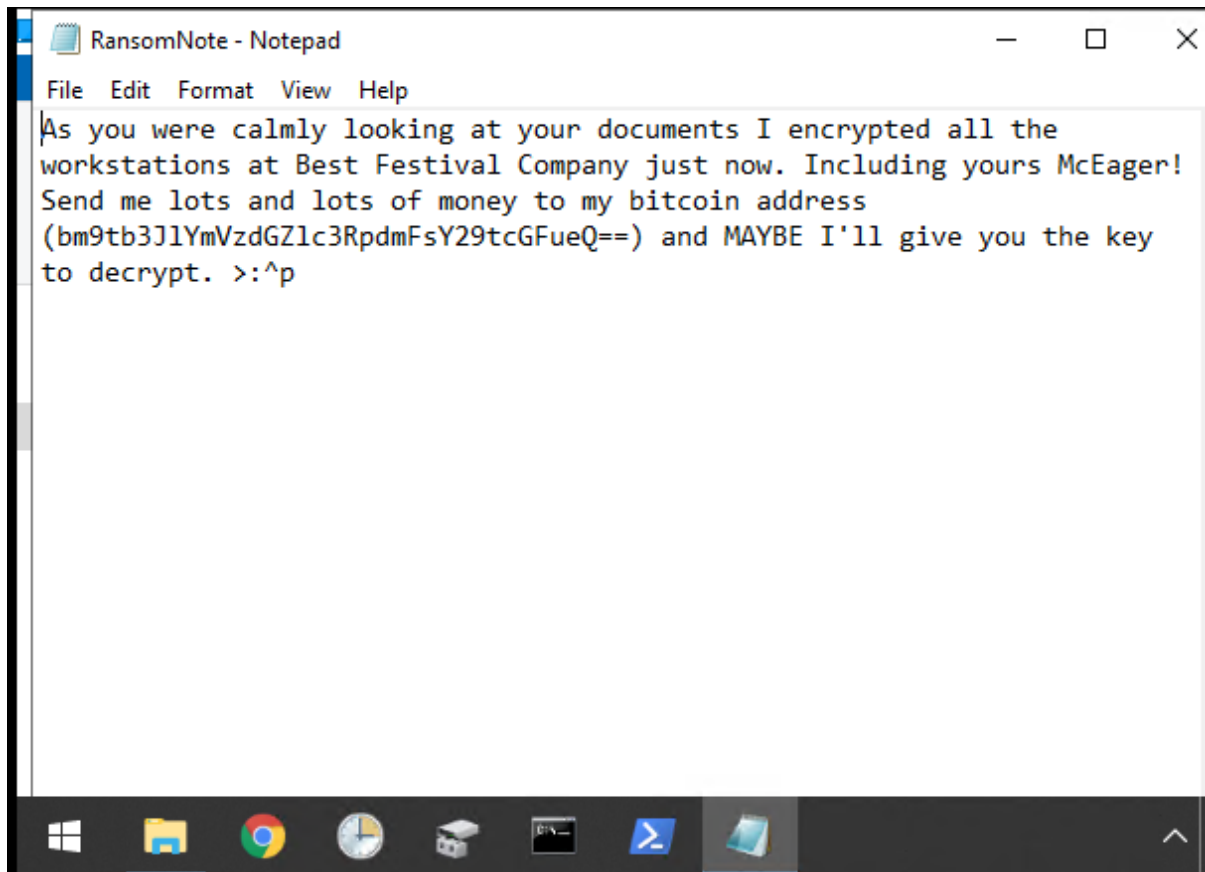 RansomNote - Notepad
File Edit Format View Help
As you were calmly looking at your documents I encrypted all the
workstations at Best Festival Company just now. Including yours McEager!
Send me lots and lots of money to my bitcoin address
(bm9tb3JlYmVzdGZlc3RpdmFsY29tcGFueQ==) and MAYBE I'll give you the key
to decrypt. >:^p